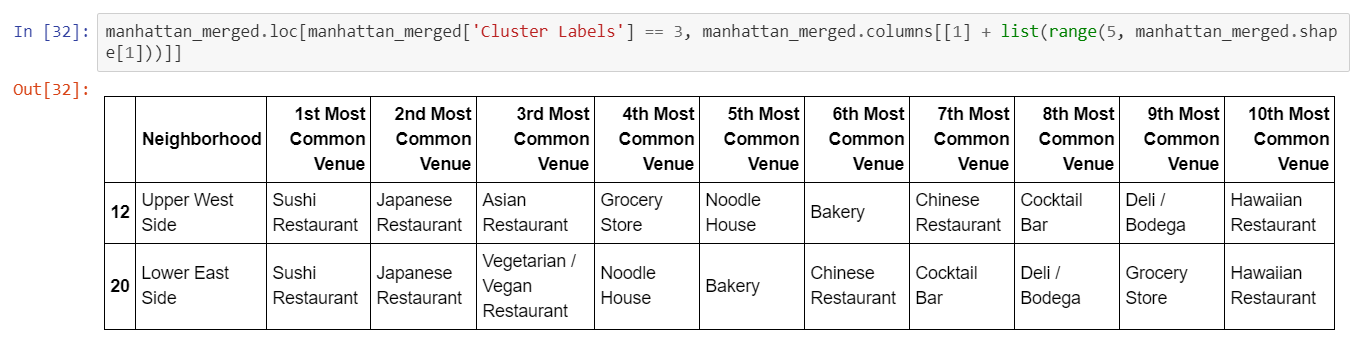 In [32]: manhattan_merged.loc[manhattan_merged['Cluster Labels'] == 3, manhattan_merged.columns[[1] + list(range(5, manhattan_merged.shap
e[1]))]]
Out[32]:
Neighborhood 1st Most Common Venue 2nd Most Common Venue 3rd Most Common Venue 4th Most Common Venue 5th Most Common Venue 6th Most Common Venue 7th Most Common Venue 8th Most Common Venue 9th Most Common Venue 10th Most Common Venue
12 Upper West Side Sushi Restaurant Japanese Restaurant Asian Restaurant Grocery Store Noodle House Bakery Chinese Restaurant Cocktail Bar Deli / Bodega Hawaiian Restaurant
20 Lower East Side Sushi Restaurant Japanese Restaurant Vegetarian / Vegan Restaurant Noodle House Bakery Chinese Restaurant Cocktail Bar Deli / Bodega Grocery Store Hawaiian Restaurant